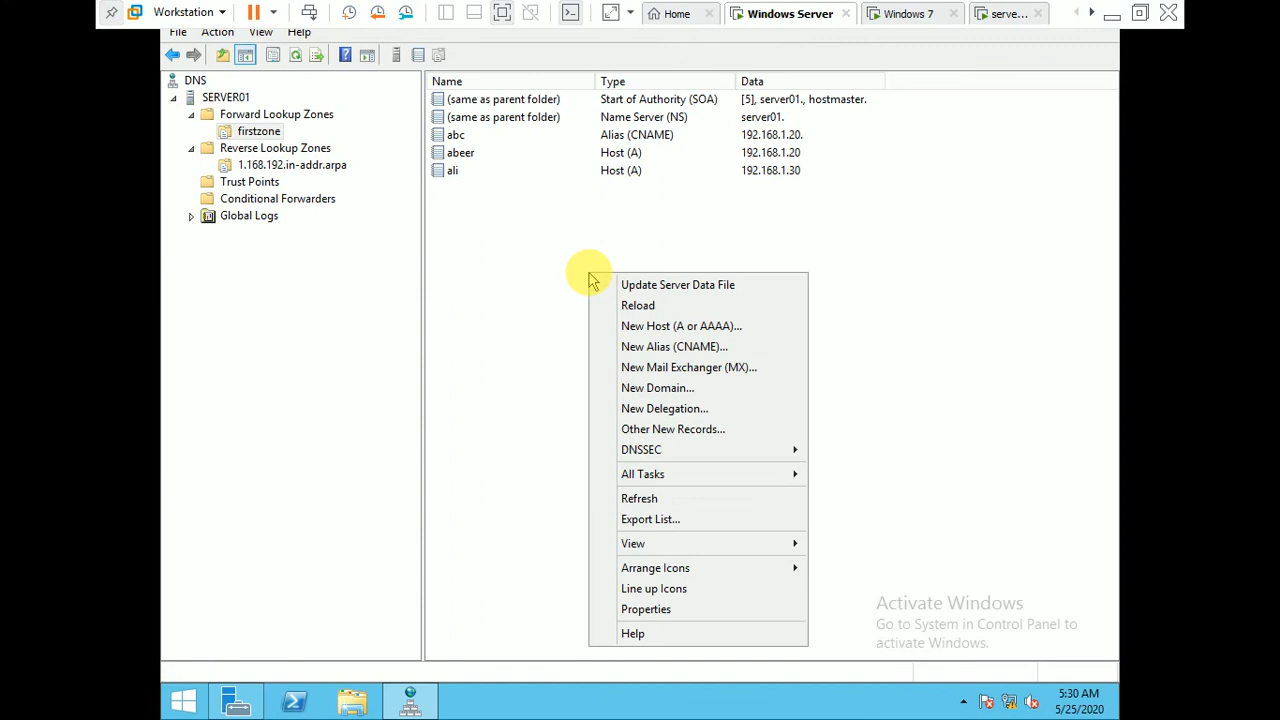 Workstation
Home
Windows Server
Windows 7
serve...
File Action View Help
DNS
SERVER01
Forward Lookup Zones
firstzone
Reverse Lookup Zones
1.168.192.in-addr.arpa
Trust Points
Conditional Forwarders
Global Logs
Name Type Data
(same as parent folder) Start of Authority (SOA) [5], server01., hostmaster.
(same as parent folder) Name Server (NS) server01.
abc Alias (CNAME) 192.168.1.20.
abeer Host (A) 192.168.1.20
ali Host (A) 192.168.1.30
Update Server Data File
Reload
New Host (A or AAAA)...
New Alias (CNAME)...
New Mail Exchanger (MX)...
New Domain...
New Delegation...
Other New Records...
DNSSEC
All Tasks
Refresh
Export List...
View
Arrange Icons
Line up Icons
Properties
Help
Activate Windows
Go to System in Control Panel to
activate Windows.
5:30 AM
5/25/2020